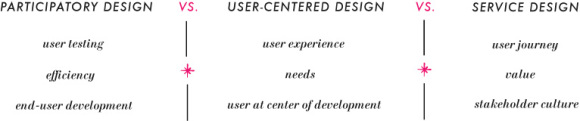 PARTICIPATORY DESIGN VS. USER-CENTERED DESIGN VS. SERVICE DESIGN
user testing user experience user journey
efficiency needs value
end-user development user at center of development stakeholder culture